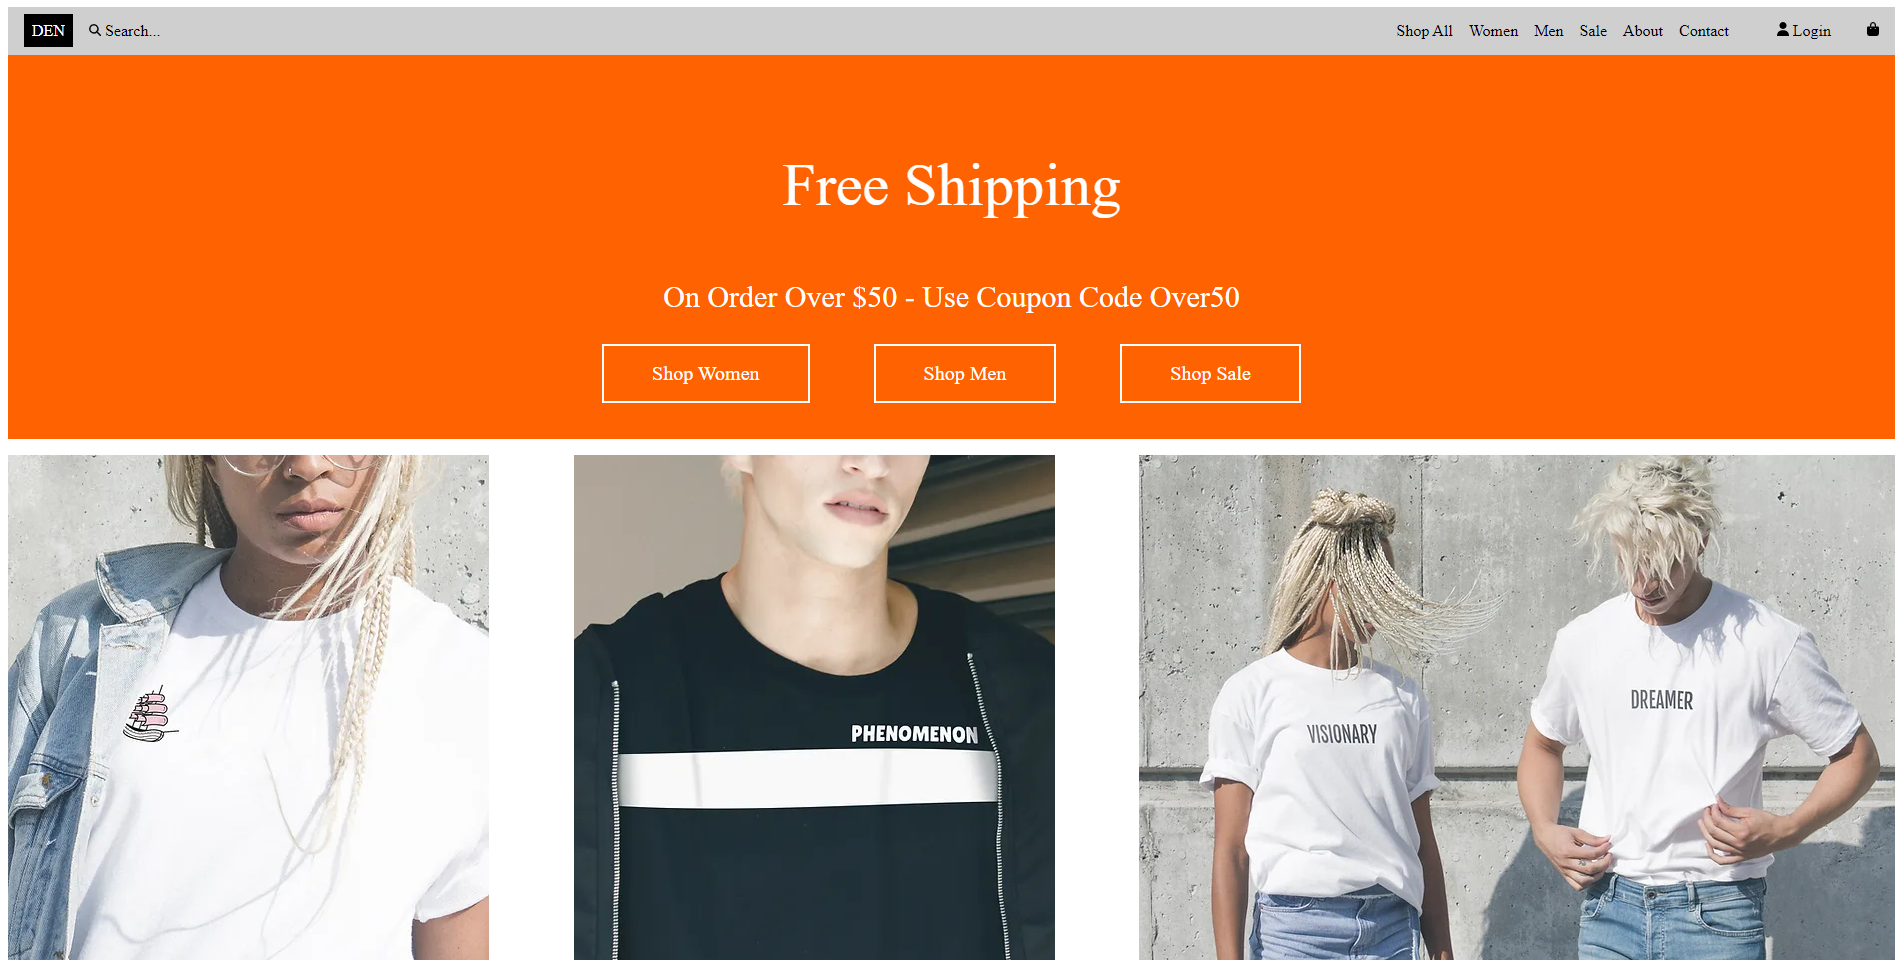 DEN Search... Shop All Women Men Sale About Contact Login
Free Shipping
On Order Over $50 - Use Coupon Code Over50
Shop Women Shop Men Shop Sale
PHENOMENON
VISIONARY
DREAMER